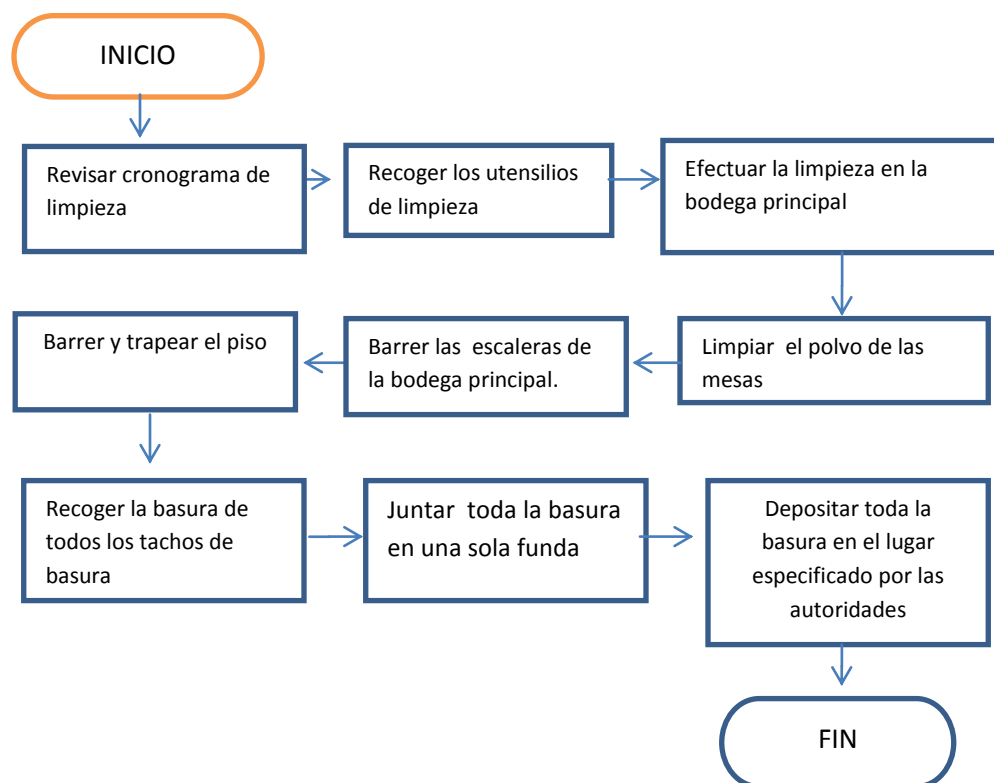 INICIO
Revisar cronograma de
limpieza
Recoger los utensilios
de limpieza
Efectuar la limpieza en la
bodega principal
Limpiar el polvo de las
mesas
Barrer las escaleras de
la bodega principal.
Barrer y trapear el piso
Recoger la basura de
todos los tachos de
basura
Juntar toda la basura
en una sola funda
Depositar toda la
basura en el lugar
especificado por las
autoridades
FIN